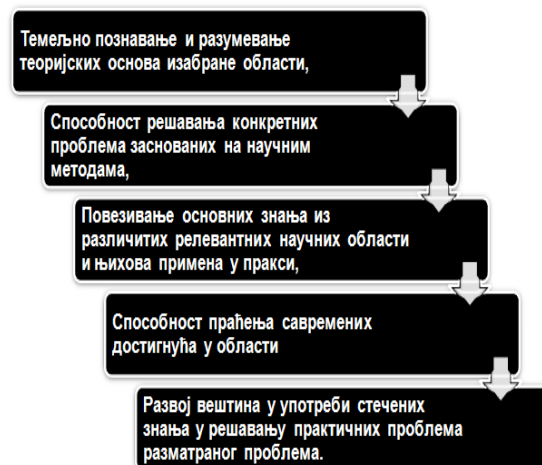 Темељно познавање и разумевање
теоријских основа изабране области,
Способност решавања конкретних
проблема заснованих на научним
методама,
Повезивање основних знања из
различитих релевантних научних области
и њихова примена у пракси,
Способност праћења савремених
достигнућа у области
Развој вештина у употреби стечених
знања у решавању практичних проблема
разматраног проблема.